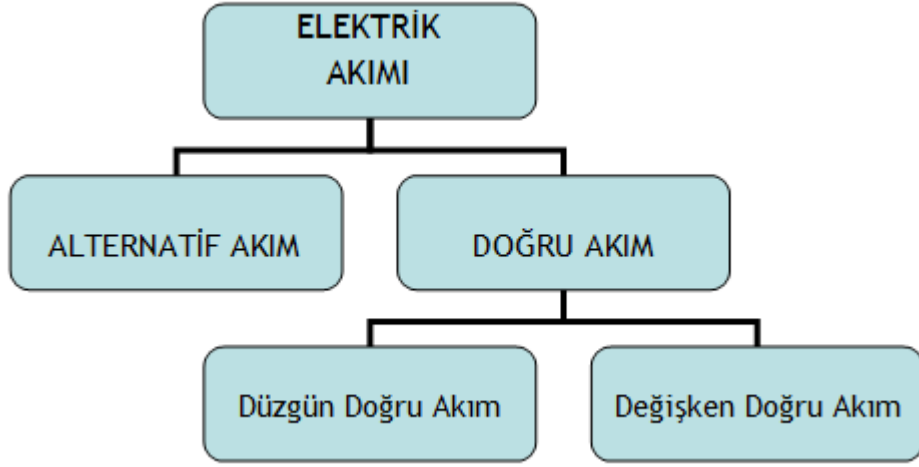 ELEKTRİK
AKIMI
ALTERNATİF AKIM
DOĞRU AKIM
Düzgün Doğru Akım
Değişken Doğru Akım